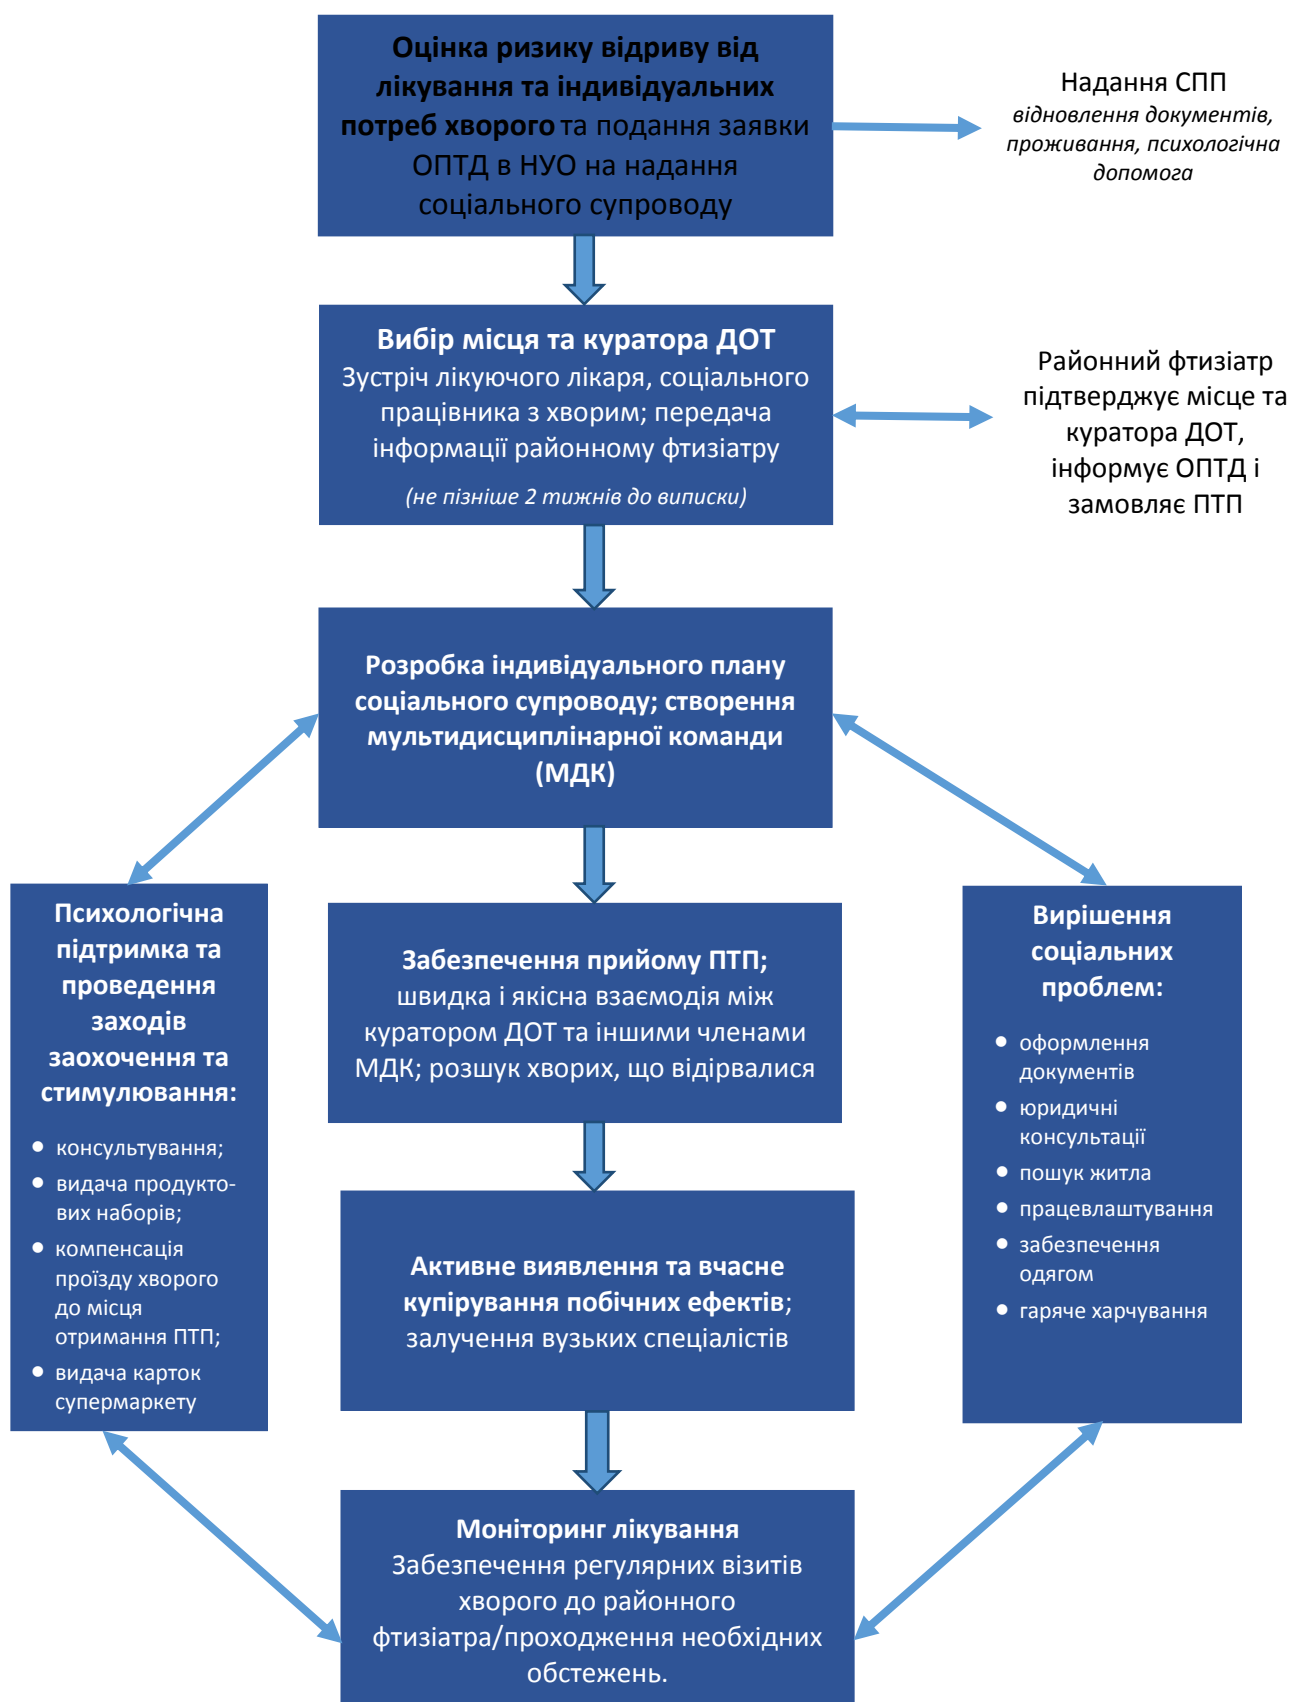 Оцінка ризику відриву від
лікування та індивідуальних
потреб хворого та подання заявки
ОПТД в НУО на надання
соціального супроводу
Надання СПП
відновлення документів,
проживання, психологічна
допомога
Вибір місця та куратора ДОТ
Зустріч лікуючого лікаря, соціального
працівника з хворим; передача
інформації районному фтизіатру
(не пізніше 2 тижнів до виписки)
Районний фтизіатр
підтверджує місце та
куратора ДОТ,
інформує ОПТД і
замовляє ПТП
Розробка індивідуального плану
соціального супроводу; створення
мультидисциплінарної команди
(МДК)
Психологічна
підтримка та
проведення
заходів
заохочення та
стимулювання:
• консультування;
• видача продукто-
вих наборів;
• компенсація
проїзду хворого
до місця
отримання ПТП;
• видача карток
супермаркету
Забезпечення прийому ПТП;
швидка і якісна взаємодія між
куратором ДОТ та іншими членами
МДК; розшук хворих, що відірвалися
Вирішення
соціальних
проблем:
• оформлення
документів
• юридичні
консультації
• пошук житла
• працевлаштування
• забезпечення
одягом
• гаряче харчування
Активне виявлення та вчасне
купірування побічних ефектів;
залучення вузьких спеціалістів
Моніторинг лікування
Забезпечення регулярних візитів
хворого до районного
фтизіатра/проходження необхідних
обстежень.